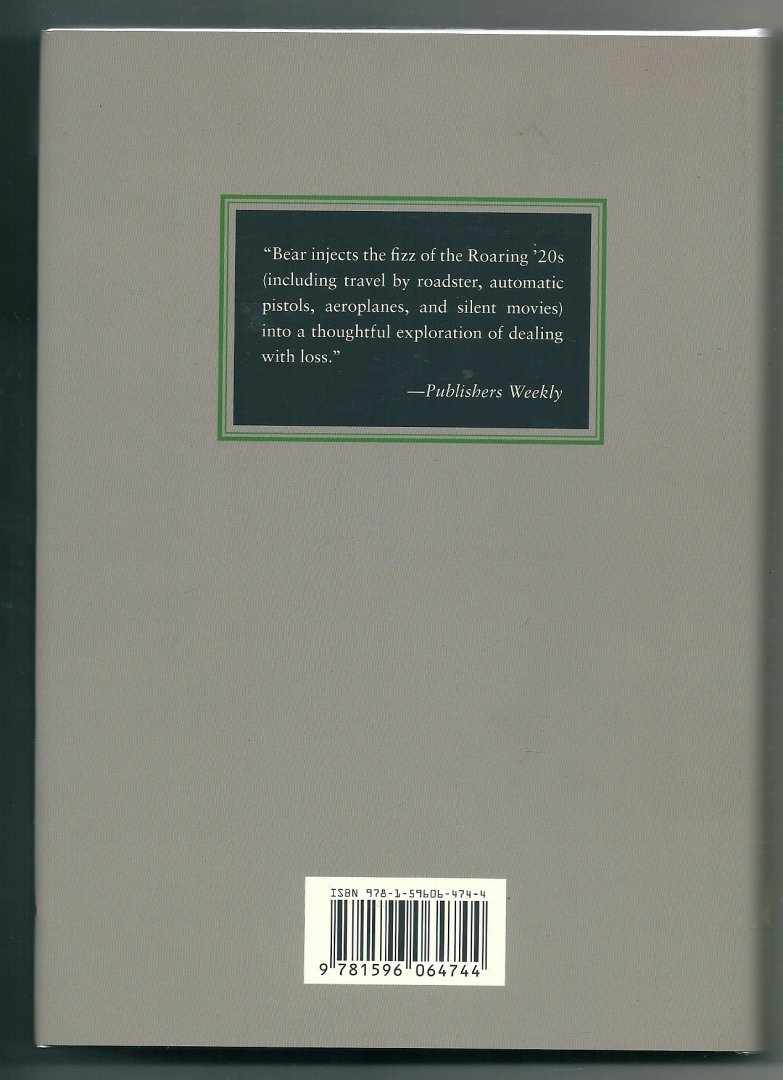 “Bear injects the fizz of the Roaring ’20s
(including travel by roadster, automatic
pistols, aeroplanes, and silent movies)
into a thoughtful exploration of dealing
with loss.”
—Publishers Weekly
ISBN 978-1-59606-474-4
9 781596 064744